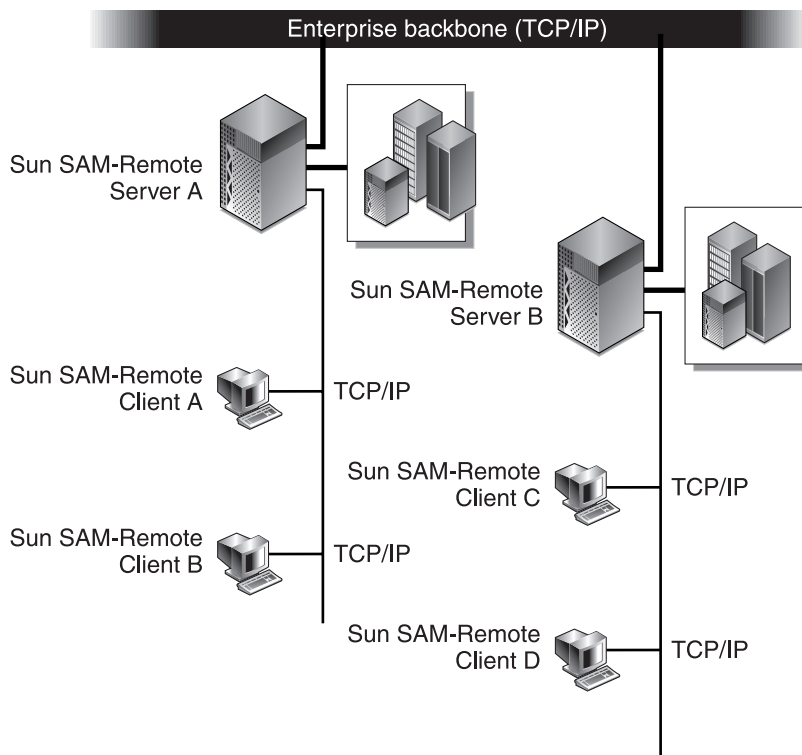 Enterprise backbone (TCP/IP)
Sun SAM-Remote
Server A
Sun SAM-Remote
Server B
Sun SAM-Remote
Client A
TCP/IP
Sun SAM-Remote
Client C
TCP/IP
Sun SAM-Remote
Client B
TCP/IP
Sun SAM-Remote
Client D
TCP/IP